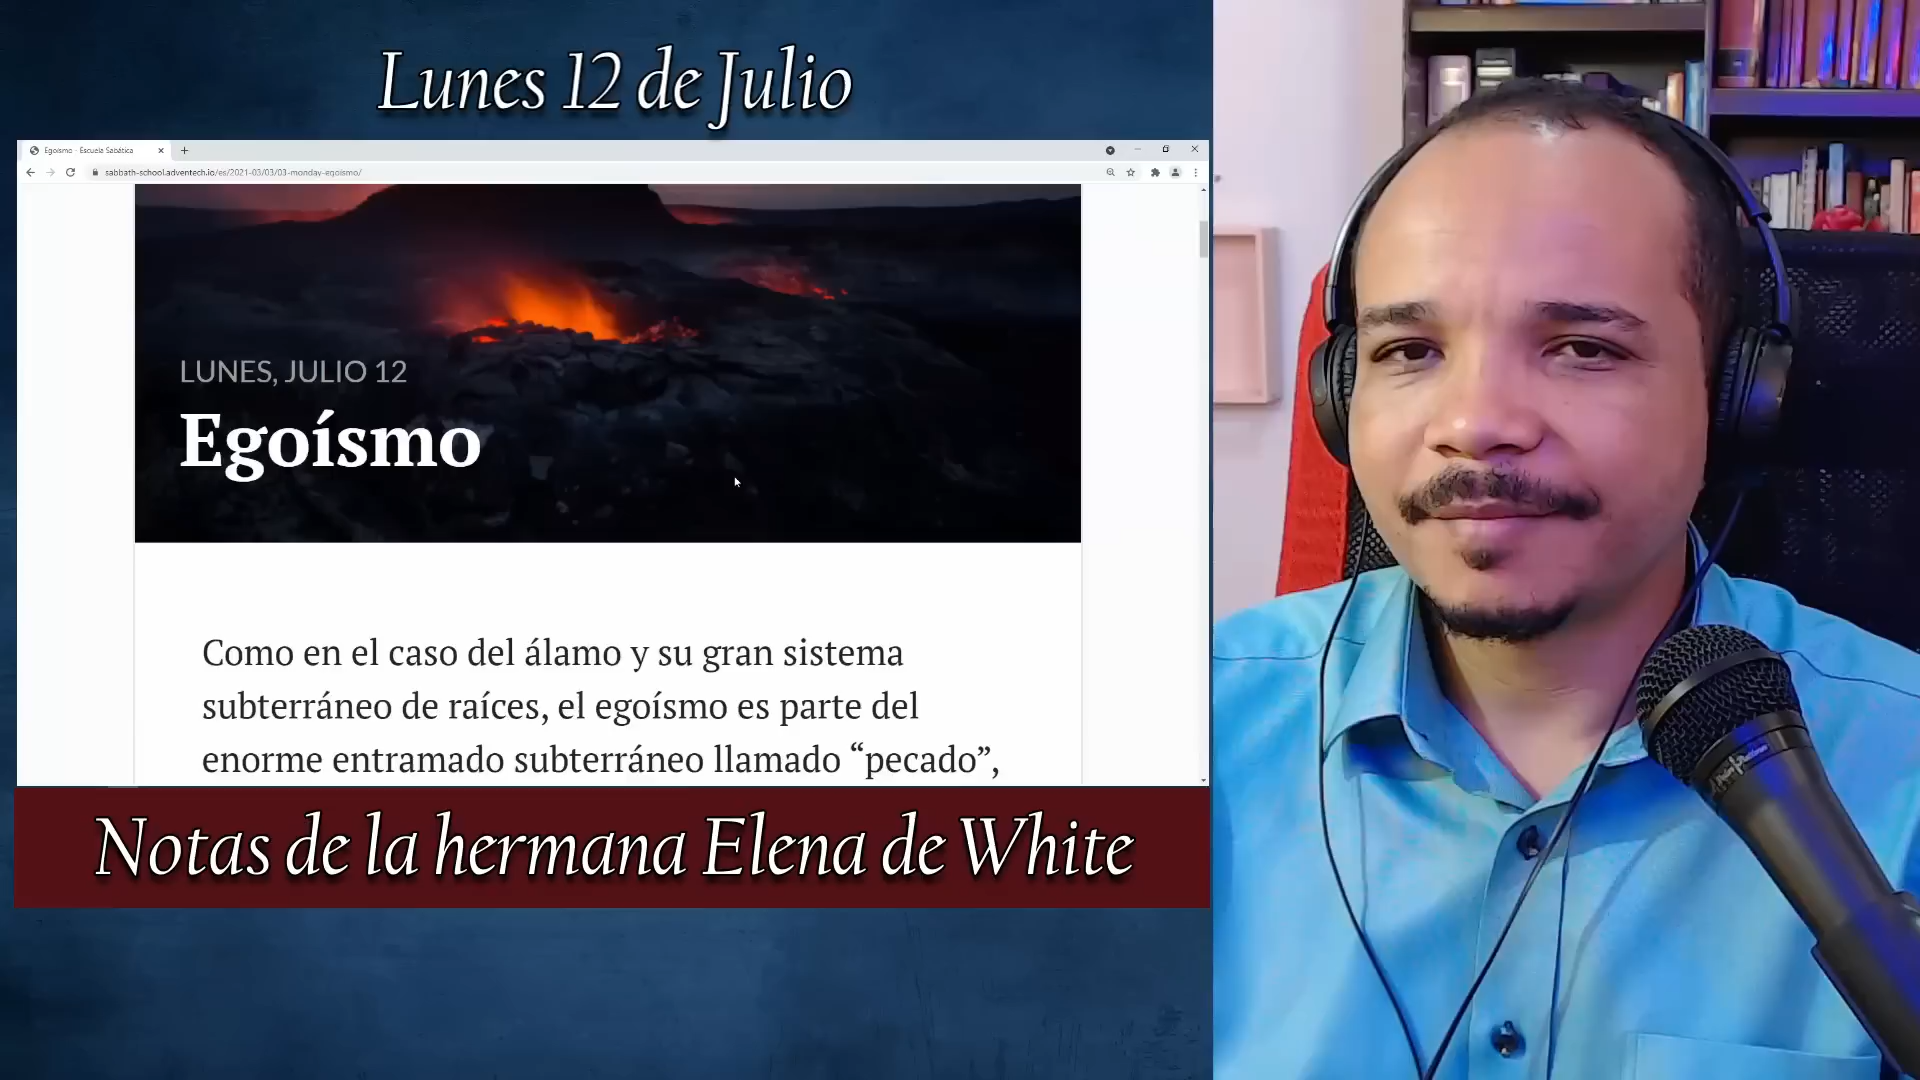 Lunes 12 de Julio
Egoísmo - Escuela Sabática
sabbath-school.adventech.io/es/2021-03/03/03-monday-egoismo/
LUNES, JULIO 12
Egoísmo
Como en el caso del álamo y su gran sistema
subterráneo de raíces, el egoísmo es parte del
enorme entramado subterráneo llamado “pecado”,
Notas de la hermana Elena de White